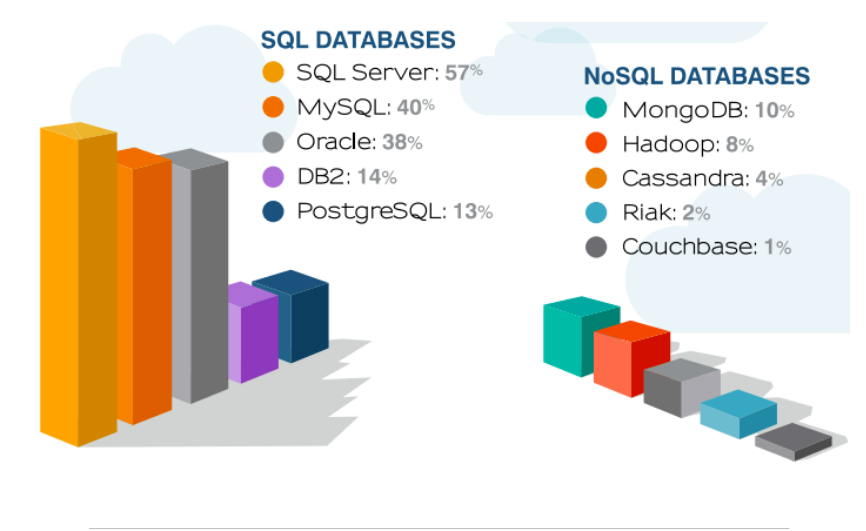 SQL DATABASES
SQL Server: 57%
MySQL: 40%
Oracle: 38%
DB2: 14%
PostgreSQL: 13%
NoSQL DATABASES
MongoDB: 10%
Hadoop: 8%
Cassandra: 4%
Riak: 2%
Couchbase: 1%